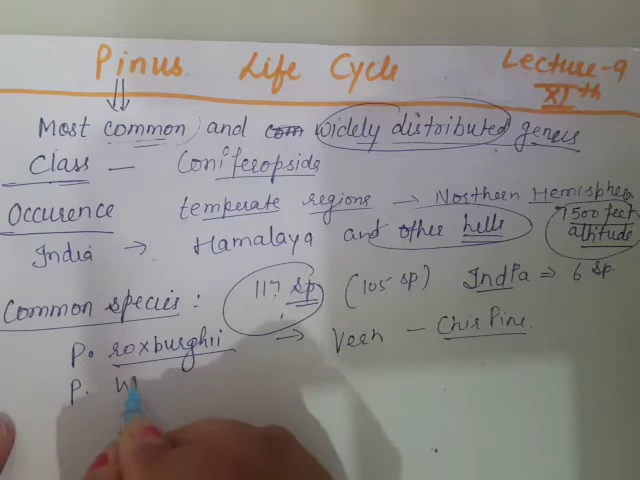 Pinus Life Cycle Lecture-9
XIth
Most common and com widely distributed genus
Class — Coniferopsida
Occurence temperate regions → Northern Hemisphere
India → Hamalaya and other hells 1500 feet altitude
Common species : 117 sp (105 sp) India ⇒ 6 sp.
P. roxburghii → - Chir Pine.
P.